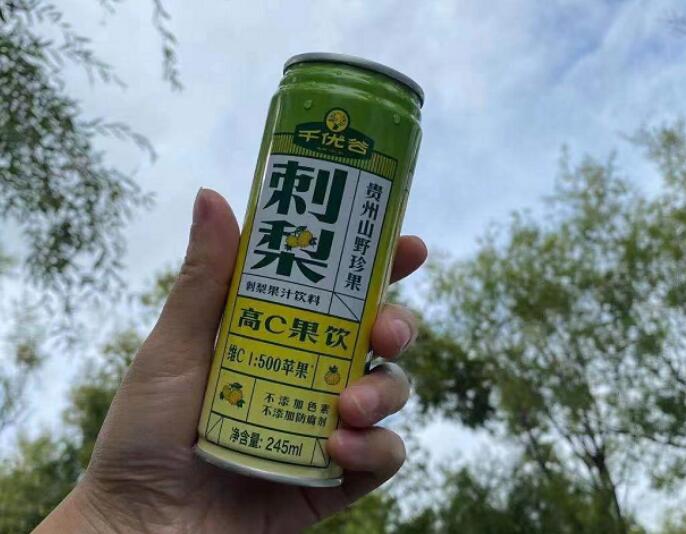 千优谷
刺梨
贵州山野珍果
刺梨果汁饮料
高C果饮
维C 1:500苹果
不添加色素
不添加防腐剂
净含量: 245ml